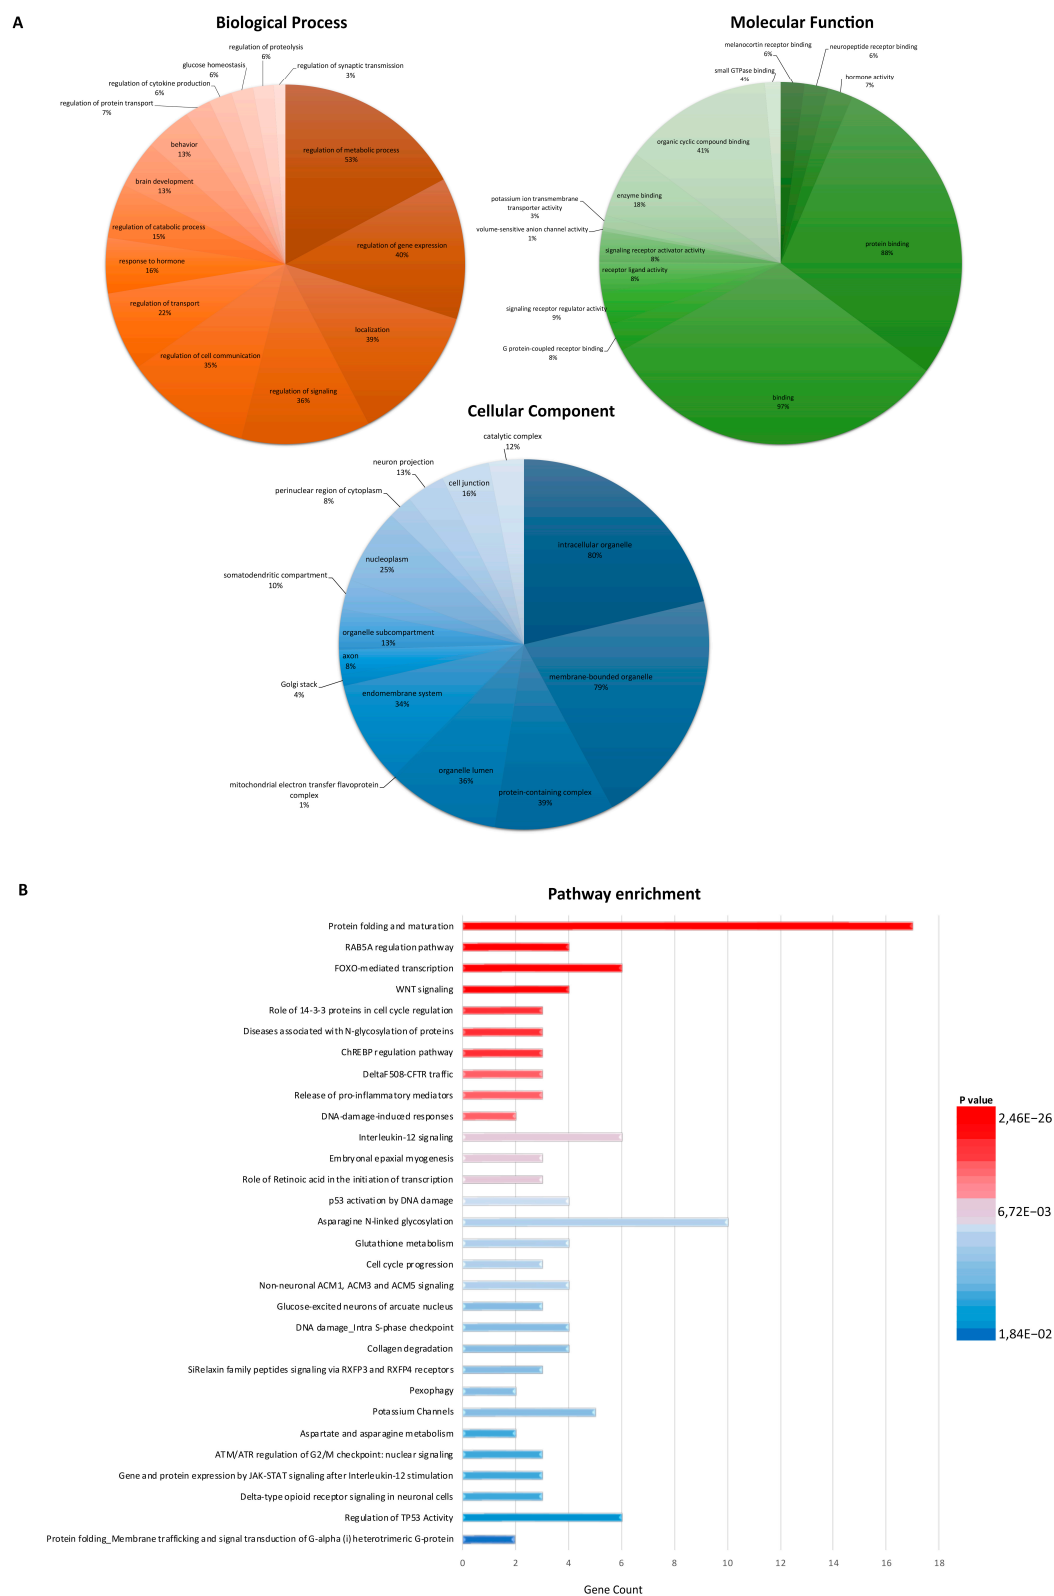 A
Biological Process
regulation of proteolysis
6%
glucose homeostasis
6%
regulation of synaptic transmission
3%
regulation of cytokine production
6%
regulation of protein transport
7%
behavior
13%
regulation of metabolic process
53%
brain development
13%
regulation of catabolic process
15%
regulation of gene expression
40%
response to hormone
16%
regulation of transport
22%
localization
39%
regulation of cell communication
35%
regulation of signaling
36%
Molecular Function
melanocortin receptor binding
6%
neuropeptide receptor binding
6%
small GTPase binding
4%
hormone activity
7%
organic cyclic compound binding
41%
enzyme binding
18%
potassium ion transmembrane
transporter activity
3%
volume-sensitive anion channel activity
1%
protein binding
88%
signaling receptor activator activity
8%
receptor ligand activity
8%
signaling receptor regulator activity
9%
G protein-coupled receptor binding
8%
binding
97%
Cellular Component
catalytic complex
12%
neuron projection
13%
cell junction
16%
perinuclear region of cytoplasm
8%
intracellular organelle
80%
nucleoplasm
25%
somatodendritic compartment
10%
organelle subcompartment
13%
axon
8%
membrane-bounded organelle
79%
Golgi stack
4%
endomembrane system
34%
organelle lumen
36%
mitochondrial electron transfer flavoprotein
complex
1%
protein-containing complex
39%
B
Pathway enrichment
Protein folding and maturation
RAB5A regulation pathway
FOXO-mediated transcription
WNT signaling
Role of 14-3-3 proteins in cell cycle regulation
Diseases associated with N-glycosylation of proteins
ChREBP regulation pathway
DeltaF508-CFTR traffic
Release of pro-inflammatory mediators
DNA-damage-induced responses
Interleukin-12 signaling
Embryonal epaxial myogenesis
Role of Retinoic acid in the initiation of transcription
p53 activation by DNA damage
Asparagine N-linked glycosylation
Glutathione metabolism
Cell cycle progression
Non-neuronal ACM1, ACM3 and ACM5 signaling
Glucose-excited neurons of arcuate nucleus
DNA damage_Intra S-phase checkpoint
Collagen degradation
SiRelaxin family peptides signaling via RXFP3 and RXFP4 receptors
Pexophagy
Potassium Channels
Aspartate and asparagine metabolism
ATM/ATR regulation of G2/M checkpoint: nuclear signaling
Gene and protein expression by JAK-STAT signaling after Interleukin-12 stimulation
Delta-type opioid receptor signaling in neuronal cells
Regulation of TP53 Activity
Protein folding_Membrane trafficking and signal transduction of G-alpha (i) heterotrimeric G-protein
0 2 4 6 8 10 12 14 16 18
Gene Count
P value
2,46E−26
6,72E−03
1,84E−02